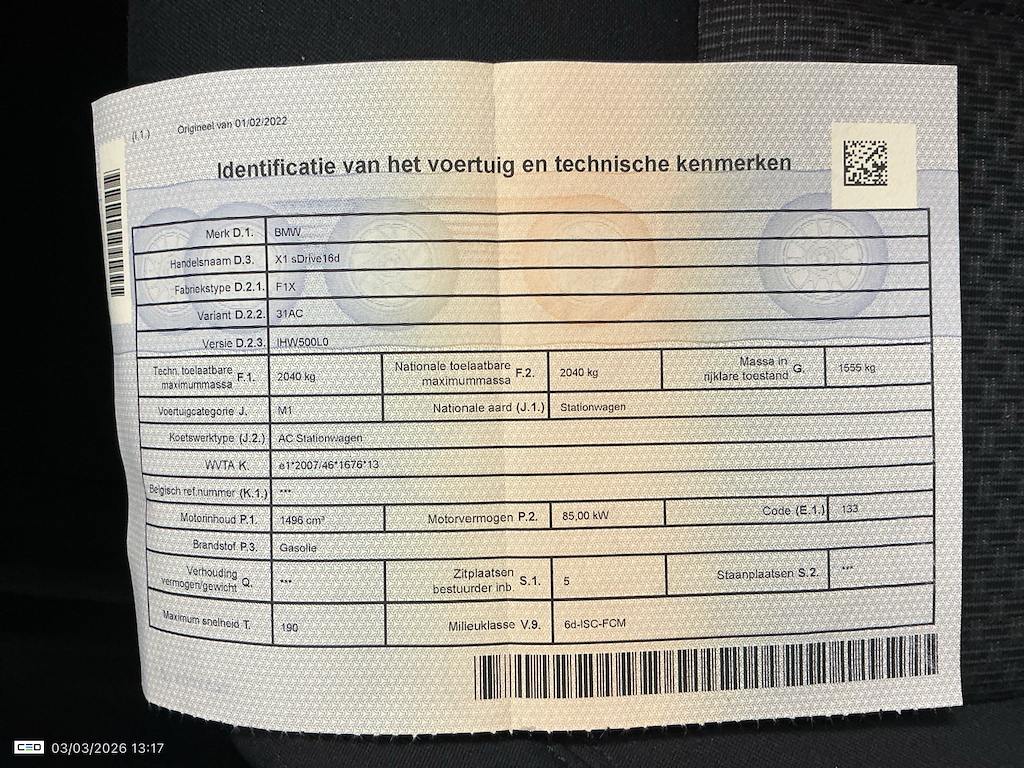 (I.1.) Origineel van 01/02/2022
Identificatie van het voertuig en technische kenmerken
Merk D.1. BMW
Handelsnaam D.3. X1 sDrive16d
Fabriekstype D.2.1. F1X
Variant D.2.2. 31AC
Versie D.2.3. IHW500L0
Techn. toelaatbare maximummassa F.1. 2040 kg Nationale toelaatbare maximummassa F.2. 2040 kg Massa in rijklare toestand G. 1555 kg
Voertuigcategorie J. M1 Nationale aard (J.1.) Stationwagen
Koetswerktype (J.2.) AC Stationwagen
WVTA K. e1*2007/46*1676*13
Belgisch ref.nummer (K.1.) ***
Motorinhoud P.1. 1496 cm³ Motorvermogen P.2. 85,00 kW Code (E.1.) 133
Brandstof P.3. Gasolie
Verhouding vermogen/gewicht Q. *** Zitplaatsen bestuurder inb. S.1. 5 Staanplaatsen S.2. ***
Maximum snelheid T. 190 Milieuklasse V.9. 6d-ISC-FCM
CEO 03/03/2026 13:17